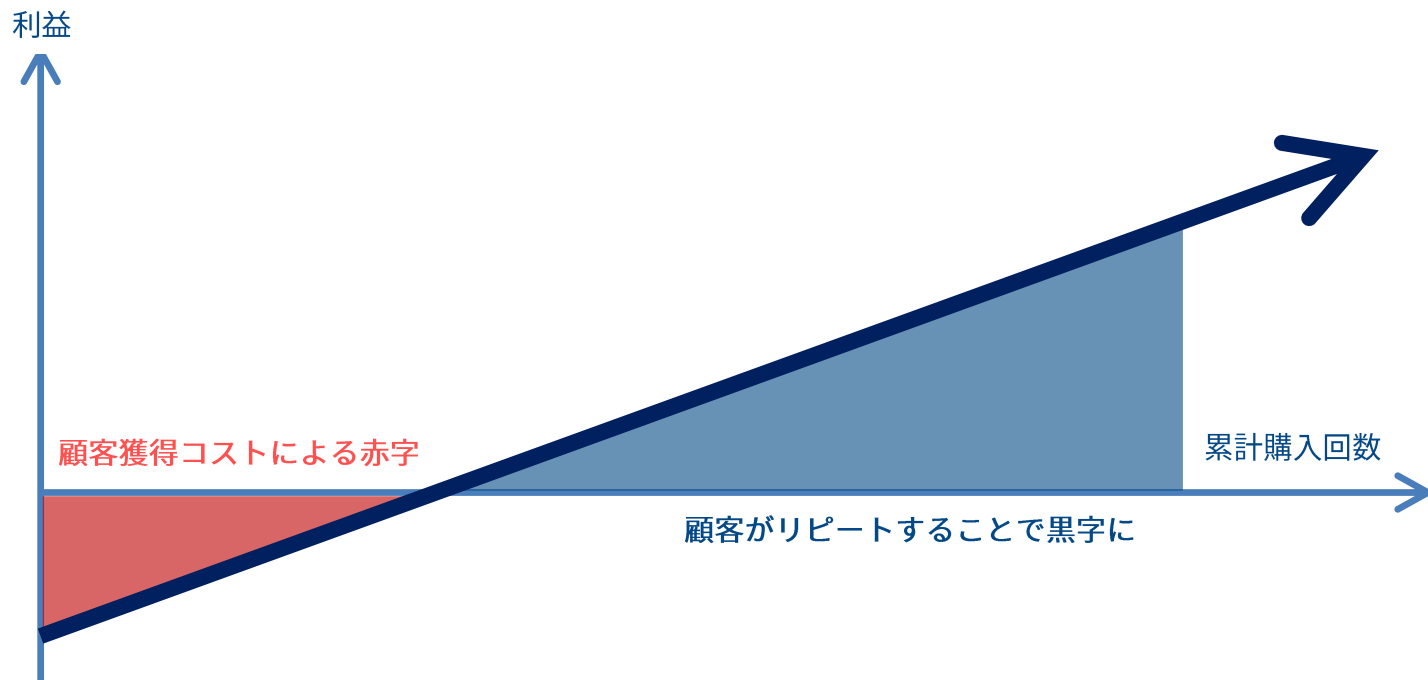 利益
顧客獲得コストによる赤字
累計購入回数
顧客がリピートすることで黒字に